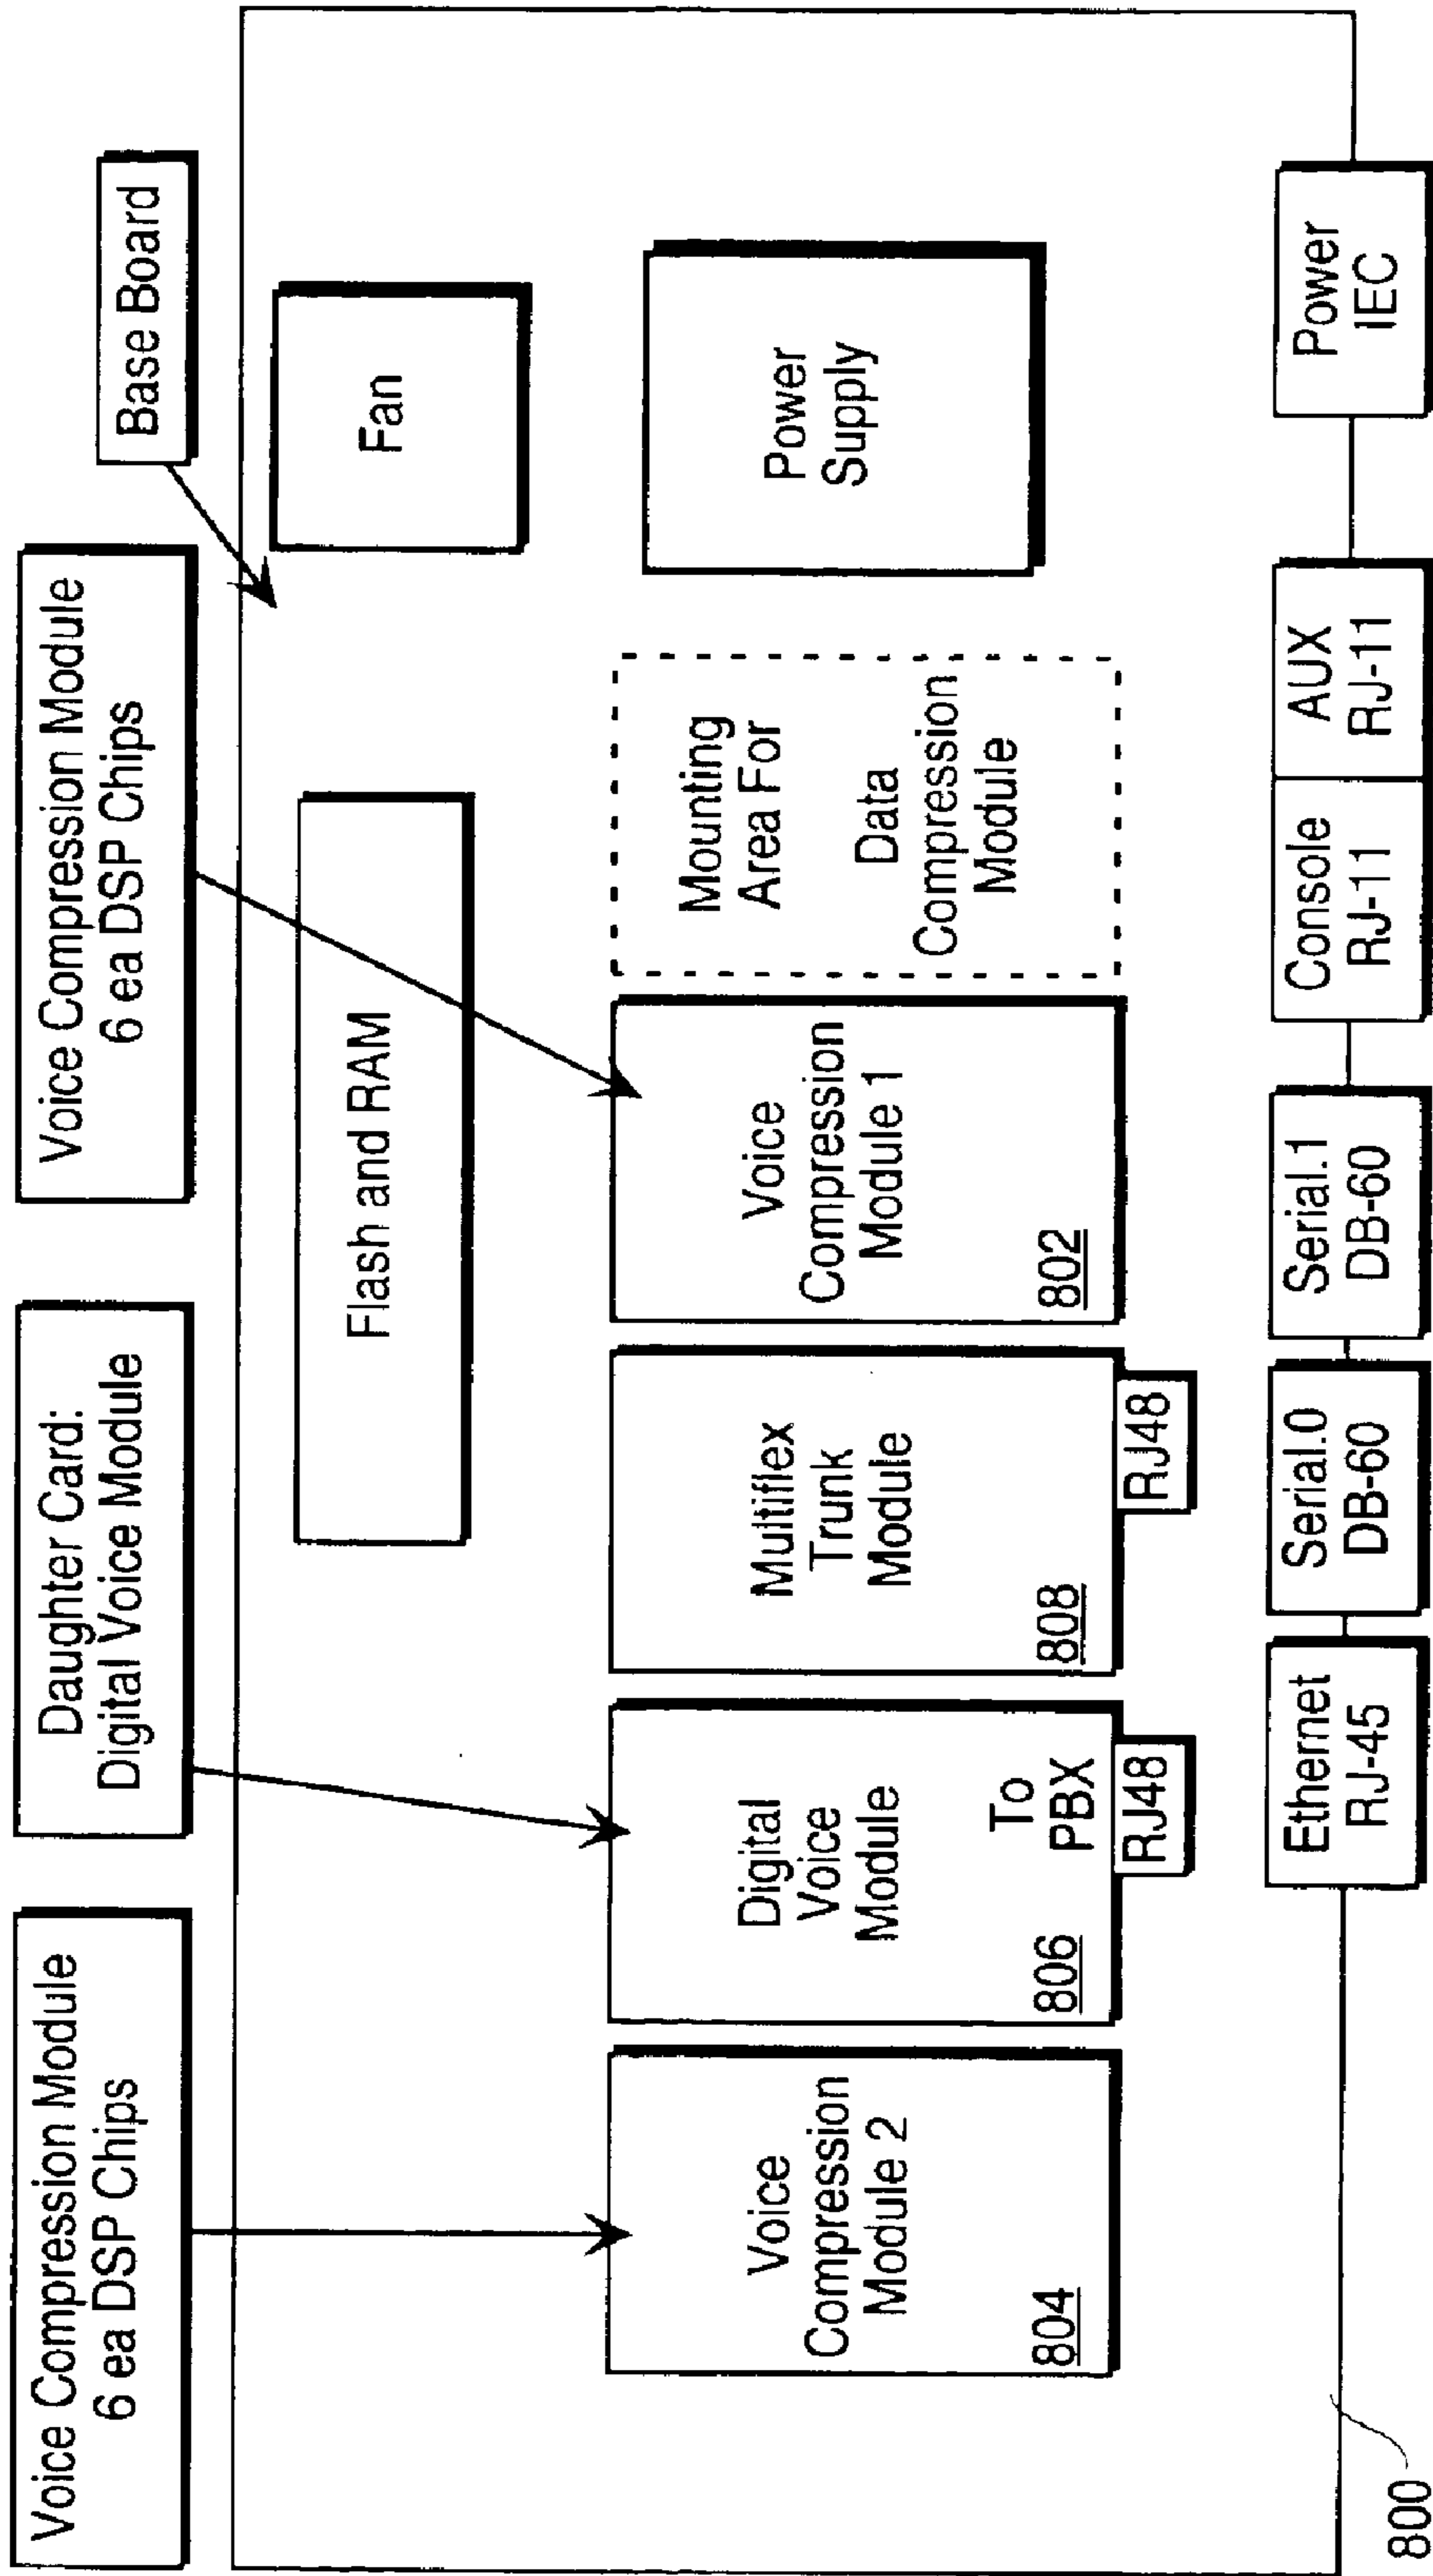 Voice Compression Module
6 ea DSP Chips
Daughter Card:
Digital Voice Module
Voice Compression Module
6 ea DSP Chips
Base Board
Flash and RAM
Fan
Voice
Compression
Module 2
804
Digital
Voice
Module
806
To
PBX
RJ48
Multiflex
Trunk
Module
808
RJ48
Voice
Compression
Module 1
802
Mounting
Area For
Data
Compression
Module
Power
Supply
Ethernet
RJ-45
Serial.0
DB-60
Serial.1
DB-60
Console
RJ-11
AUX
RJ-11
Power
IEC
800